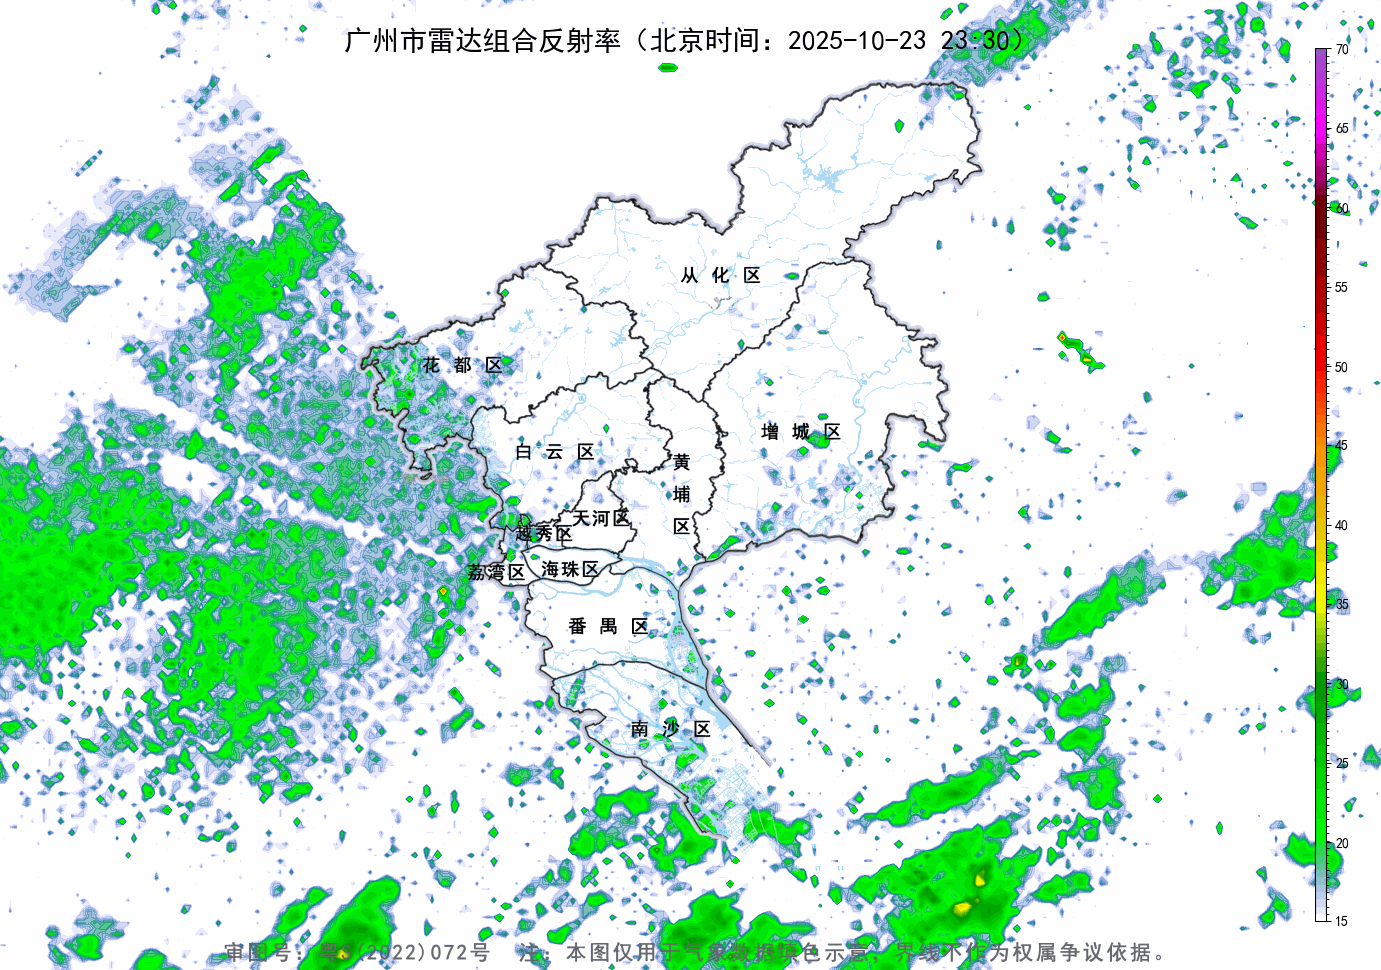 广州市雷达组合反射率（北京时间：2025-10-23 23:30）
70
65
60
55
50
45
40
35
30
25
20
15
从化区
花都区
增城区
白云区
黄埔区
天河区
越秀区
荔湾区
海珠区
番禺区
南沙区
审图号：粤S(2022)072号 注：本图仅用于气象数据填色示意，界线不作为权属争议依据。